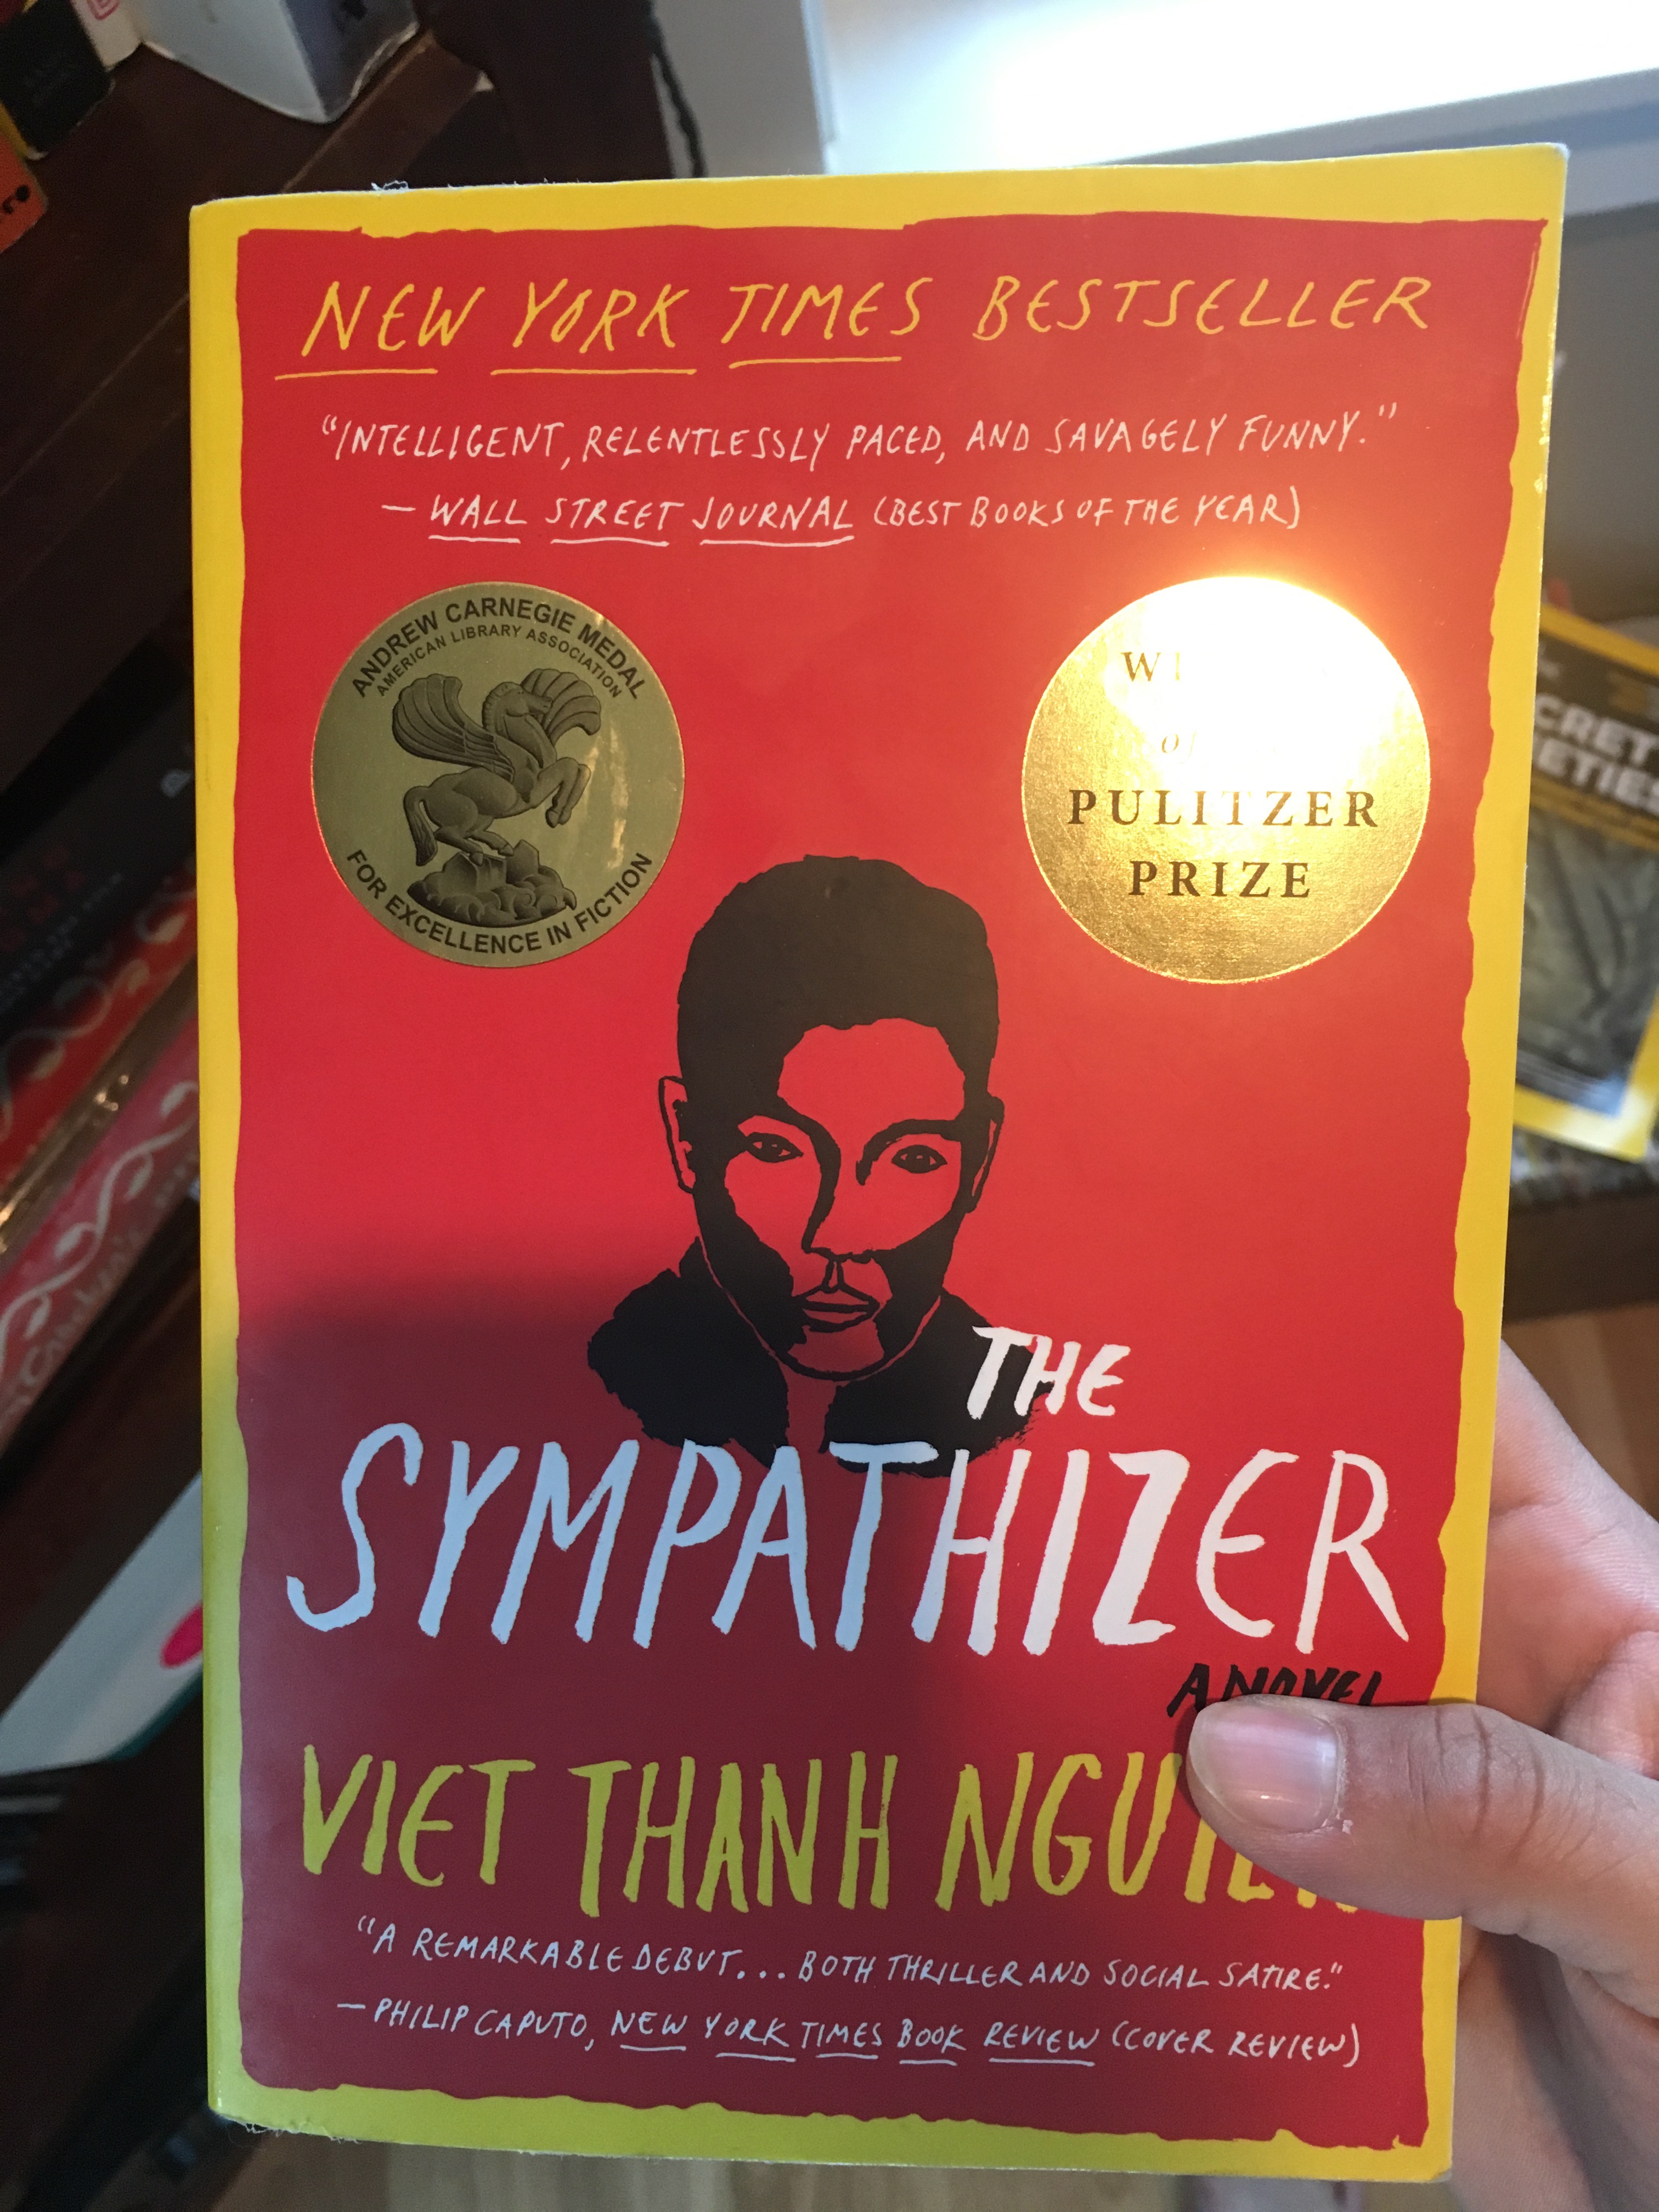 NEW YORK TIMES BESTSELLER
"INTELLIGENT, RELENTLESSLY PACED, AND SAVAGELY FUNNY."
— WALL STREET JOURNAL (BEST BOOKS OF THE YEAR)
ANDREW CARNEGIE MEDAL
AMERICAN LIBRARY ASSOCIATION
FOR EXCELLENCE IN FICTION
PULITZER
PRIZE
THE
SYMPATHIZER
A NOVEL
VIET THANH
"A REMARKABLE DEBUT... BOTH THRILLER AND SOCIAL SATIRE."
— PHILIP CAPUTO, NEW YORK TIMES BOOK REVIEW (COVER REVIEW)